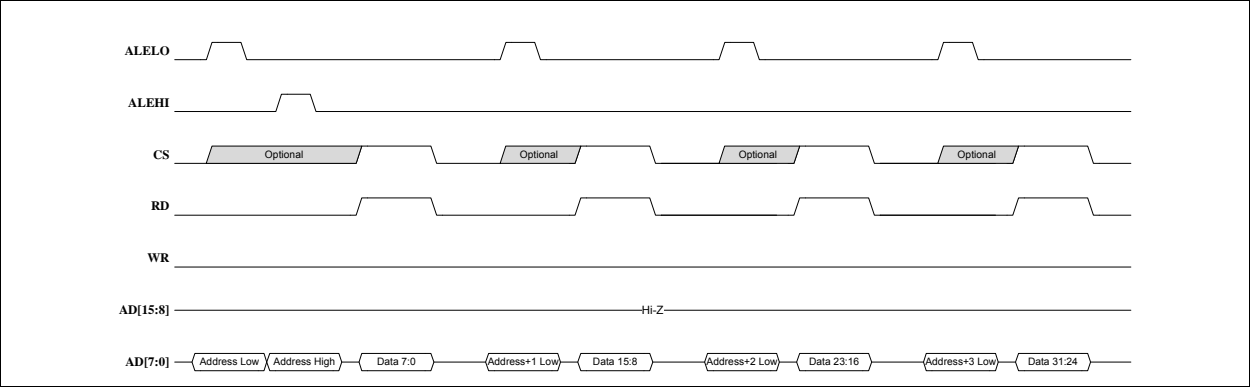 ALELO
ALEHI
CS Optional Optional Optional Optional
RD
WR
AD[15:8] Hi-Z
AD[7:0] Address Low Address High Data 7:0 Address+1 Low Data 15:8 Address+2 Low Data 23:16 Address+3 Low Data 31:24